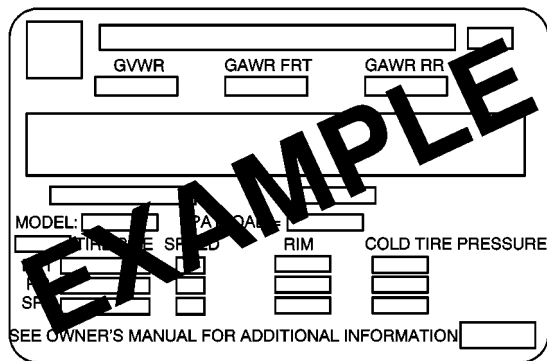 GVWR GAWR FRT GAWR RR
EXAMPLE
MODEL:
RIM COLD TIRE PRESSURE
SEE OWNER'S MANUAL FOR ADDITIONAL INFORMATION